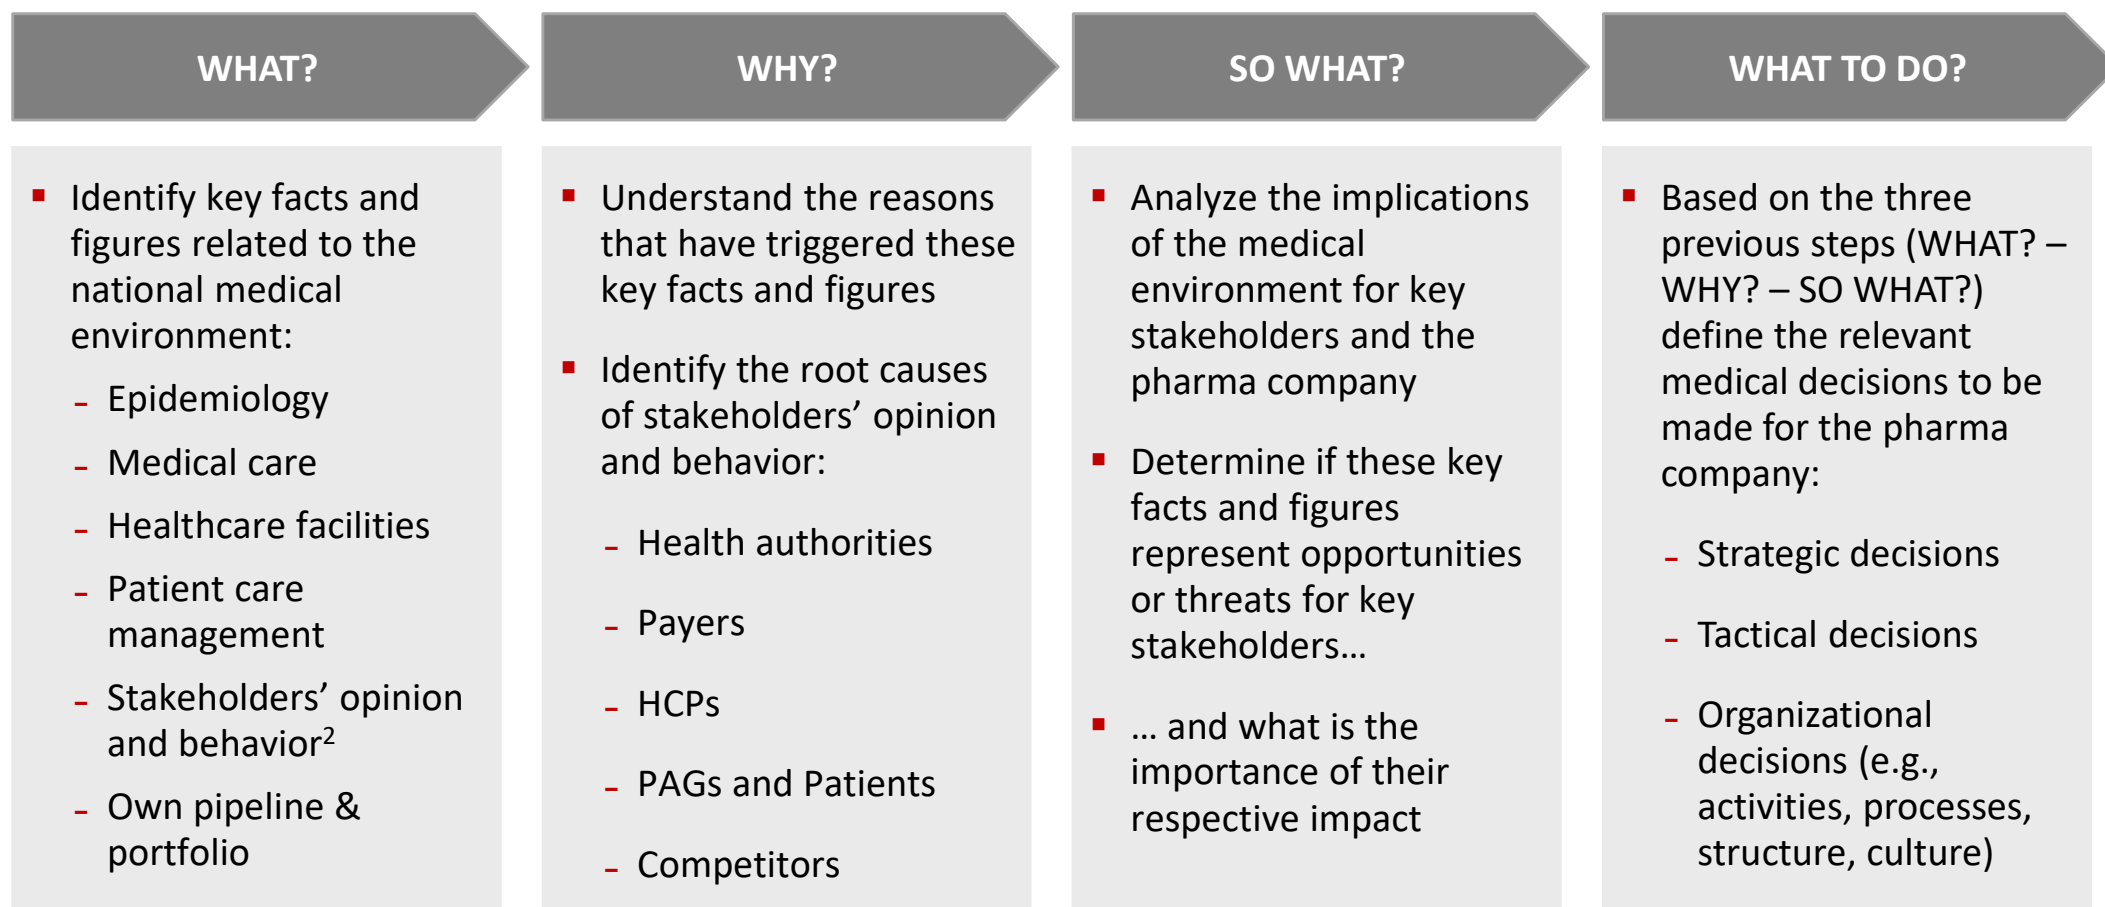 WHAT?
▪ Identify key facts and
figures related to the
national medical
environment:
- Epidemiology
- Medical care
- Healthcare facilities
- Patient care
management
- Stakeholders’ opinion
and behavior²
- Own pipeline &
portfolio
WHY?
▪ Understand the reasons
that have triggered these
key facts and figures
▪ Identify the root causes
of stakeholders’ opinion
and behavior:
- Health authorities
- Payers
- HCPs
- PAGs and Patients
- Competitors
SO WHAT?
▪ Analyze the implications
of the medical
environment for key
stakeholders and the
pharma company
▪ Determine if these key
facts and figures
represent opportunities
or threats for key
stakeholders…
▪ … and what is the
importance of their
respective impact
WHAT TO DO?
▪ Based on the three
previous steps (WHAT? –
WHY? – SO WHAT?)
define the relevant
medical decisions to be
made for the pharma
company:
- Strategic decisions
- Tactical decisions
- Organizational
decisions (e.g.,
activities, processes,
structure, culture)